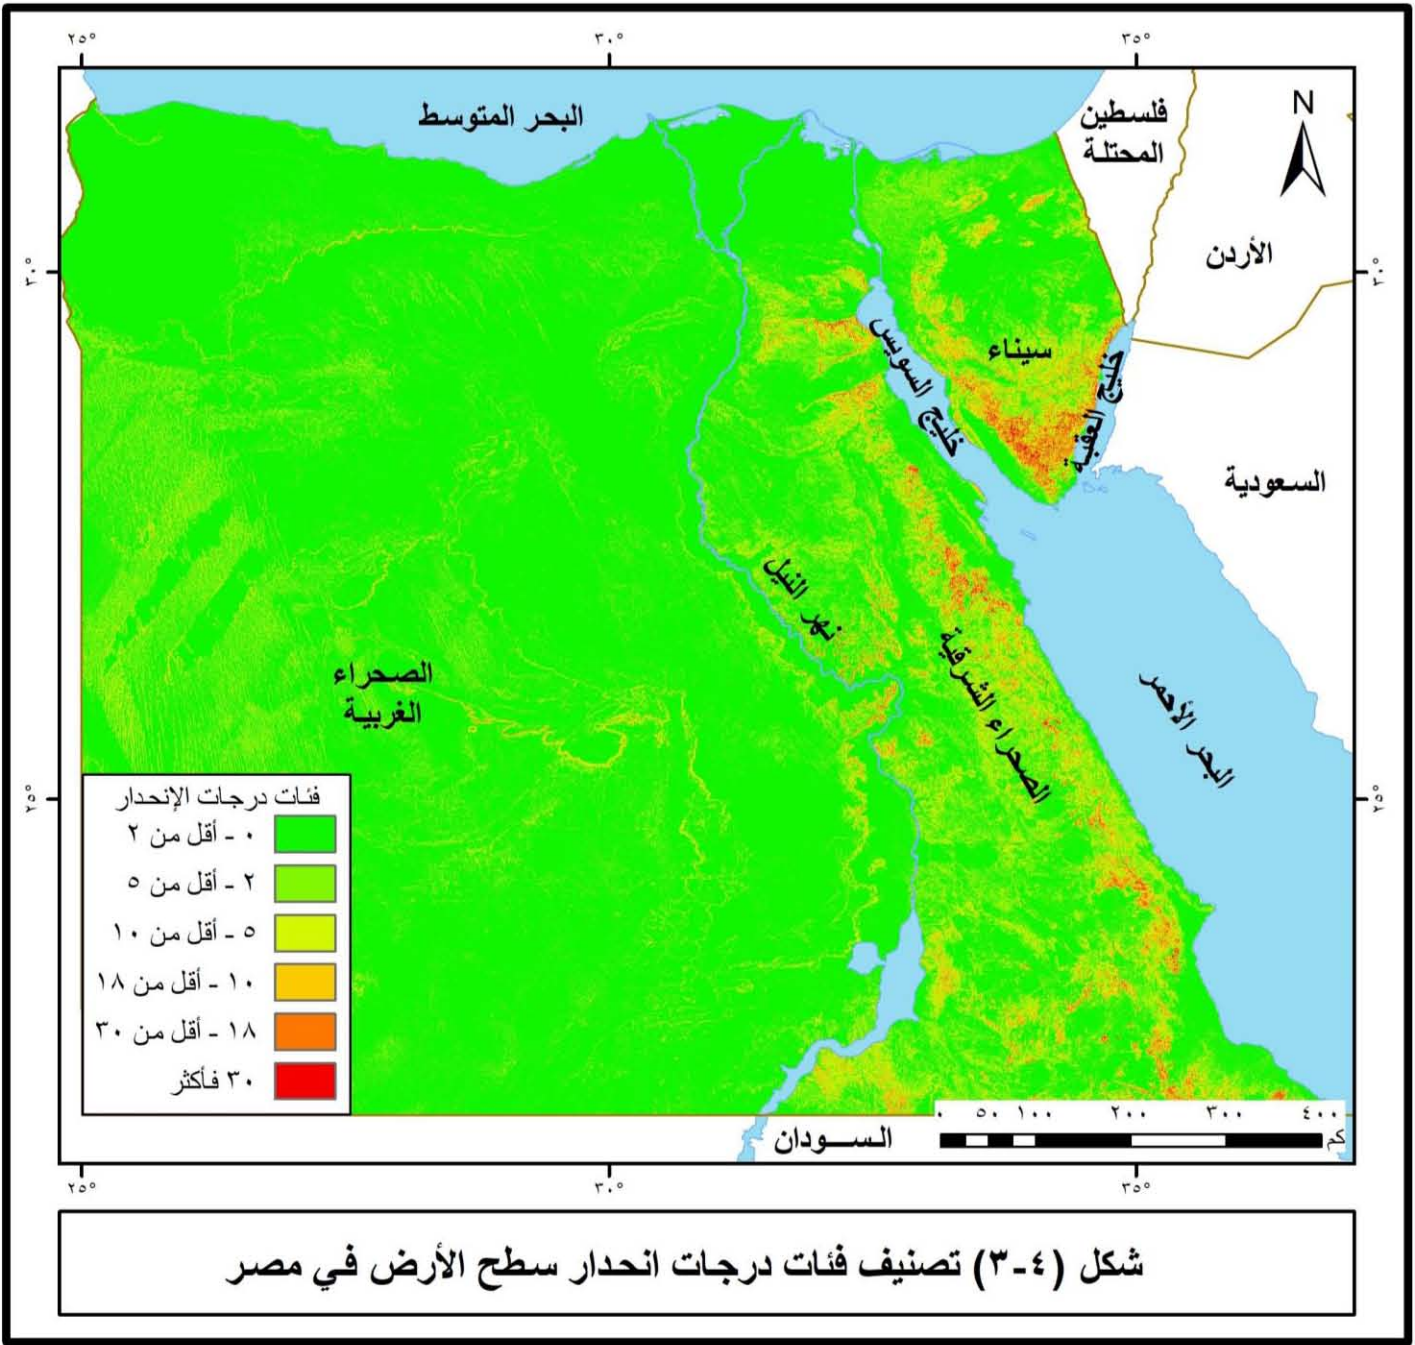 ٢٥° ٣٠° ٣٥°
N
البحر المتوسط
فلسطين
المحتلة
الأردن
٣٠° ٣٠°
سيناء
خليج السويس
خليج العقبة
السعودية
نهر النيل
الصحراء الشرقية
البحر الأحمر
الصحراء
الغربية
٢٥° ٢٥°
فئات درجات الإنحدار
٠ - أقل من ٢
٢ - أقل من ٥
٥ - أقل من ١٠
١٠ - أقل من ١٨
١٨ - أقل من ٣٠
٣٠ فأكثر
٠ ٥٠ ١٠٠ ٢٠٠ ٣٠٠ ٤٠٠
كم
الســودان
٢٥° ٣٠° ٣٥°
شكل (٤-٣) تصنيف فئات درجات انحدار سطح الأرض في مصر